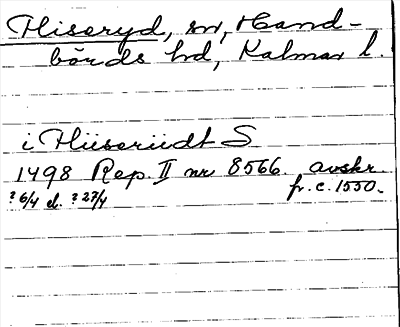 Hiseryd, sn, Hand-
börds hd, Kalmar l.
i Hiiseriidt S
1498 Rep. II nr 8566. avskr.
?6/4 el. ?27/4 fr. c. 1550.